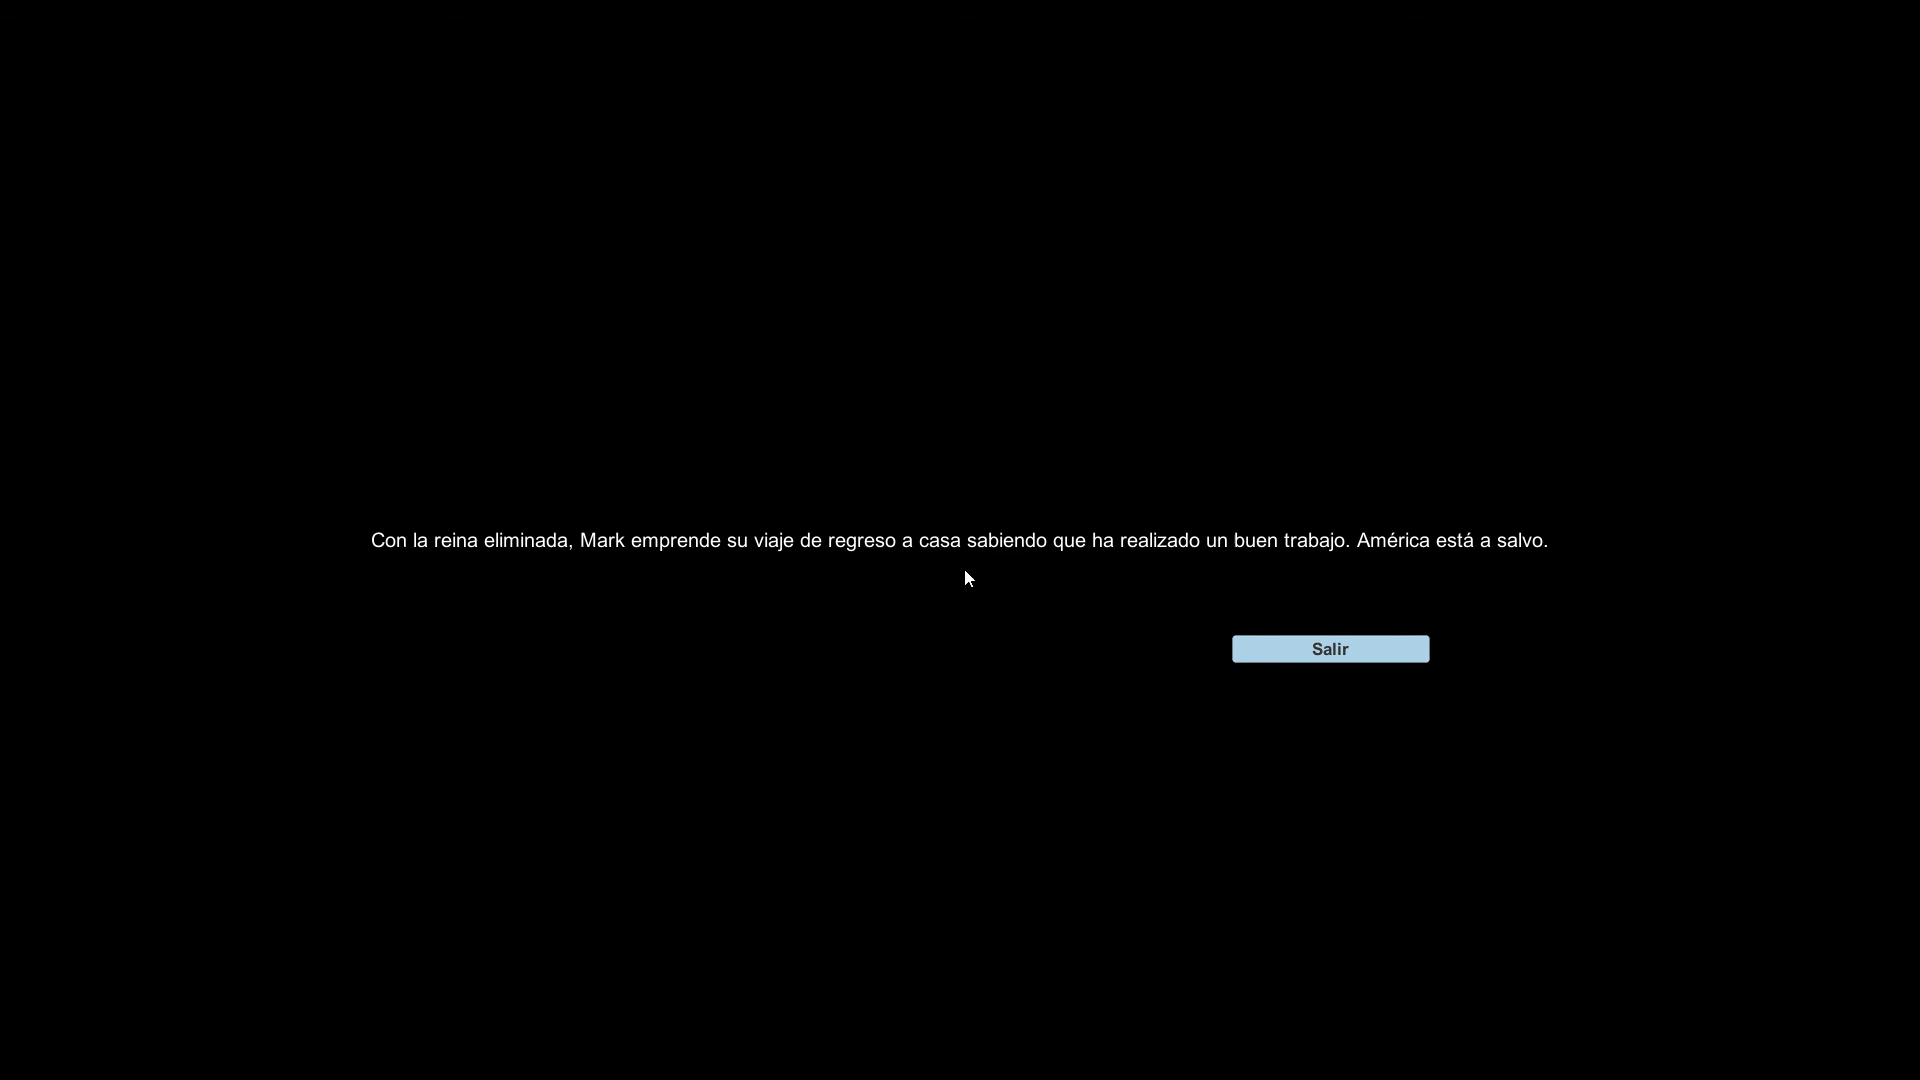 Con la reina eliminada, Mark emprende su viaje de regreso a casa sabiendo que ha realizado un buen trabajo. América está a salvo.
Salir